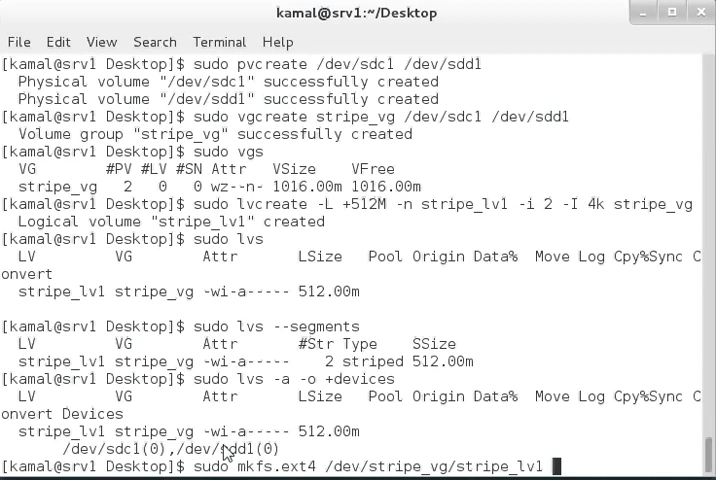 kamal@srv1:~/Desktop
File Edit View Search Terminal Help
[kamal@srv1 Desktop]$ sudo pvcreate /dev/sdc1 /dev/sdd1
  Physical volume "/dev/sdc1" successfully created
  Physical volume "/dev/sdd1" successfully created
[kamal@srv1 Desktop]$ sudo vgcreate stripe_vg /dev/sdc1 /dev/sdd1
  Volume group "stripe_vg" successfully created
[kamal@srv1 Desktop]$ sudo vgs
  VG        #PV #LV #SN Attr   VSize    VFree
  stripe_vg   2   0   0 wz--n- 1016.00m 1016.00m
[kamal@srv1 Desktop]$ sudo lvcreate -L +512M -n stripe_lv1 -i 2 -I 4k stripe_vg
  Logical volume "stripe_lv1" created
[kamal@srv1 Desktop]$ sudo lvs
  LV         VG        Attr       LSize   Pool Origin Data%  Move Log Cpy%Sync C
onvert
  stripe_lv1 stripe_vg -wi-a----- 512.00m
[kamal@srv1 Desktop]$ sudo lvs --segments
  LV         VG        Attr       #Str Type    SSize
  stripe_lv1 stripe_vg -wi-a-----    2 striped 512.00m
[kamal@srv1 Desktop]$ sudo lvs -a -o +devices
  LV         VG        Attr       LSize   Pool Origin Data%  Move Log Cpy%Sync C
onvert Devices
  stripe_lv1 stripe_vg -wi-a----- 512.00m
       /dev/sdc1(0),/dev/sdd1(0)
[kamal@srv1 Desktop]$ sudo mkfs.ext4 /dev/stripe_vg/stripe_lv1